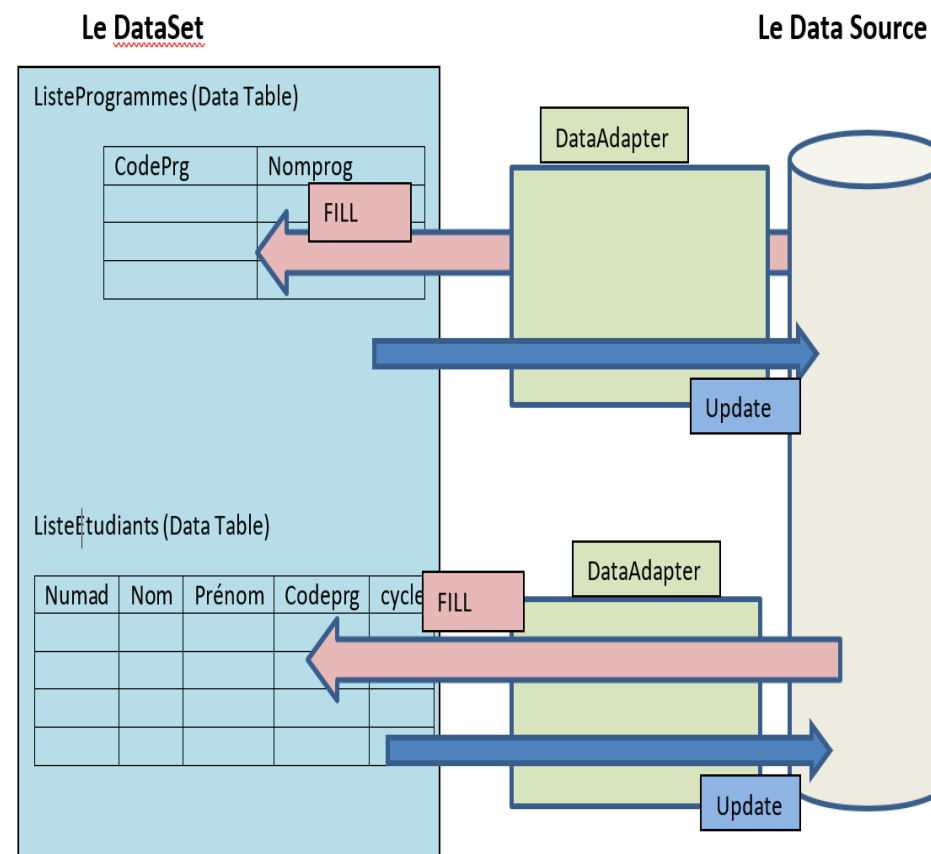 Le DataSet
Le Data Source
ListeProgrammes (Data Table)
DataAdapter
CodePrg Nomprog
FILL
Update
ListeEtudiants (Data Table)
DataAdapter
Numad Nom Prénom Codeprg cycle
FILL
Update